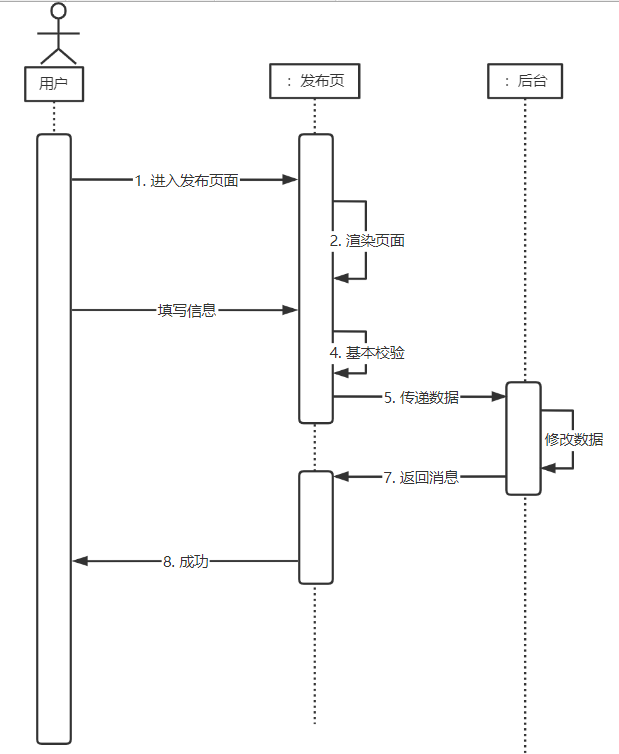 用户
： 发布页
： 后台
1. 进入发布页面
2. 渲染页面
填写信息
4. 基本校验
5. 传递数据
修改数据
7. 返回消息
8. 成功